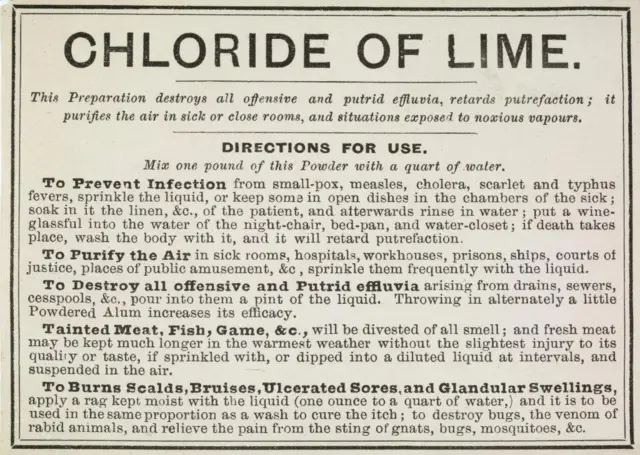 CHLORIDE OF LIME.
This Preparation destroys all offensive and putrid effluvia, retards putrefaction; it
purifies the air in sick or close rooms, and situations exposed to noxious vapours.
DIRECTIONS FOR USE.
Mix one pound of this Powder with a quart of water.
To Prevent Infection from small-pox, measles, cholera, scarlet and typhus
fevers, sprinkle the liquid, or keep some in open dishes in the chambers of the sick;
soak in it the linen, &c., of the patient, and afterwards rinse in water; put a wine-
glassful into the water of the night-chair, bed-pan, and water-closet; if death takes
place, wash the body with it, and it will retard putrefaction.
To Purify the Air in sick rooms, hospitals, workhouses, prisons, ships, courts of
justice, places of public amusement, &c , sprinkle them frequently with the liquid.
To Destroy all offensive and Putrid effluvia arising from drains, sewers,
cesspools, &c., pour into them a pint of the liquid. Throwing in alternately a little
Powdered Alum increases its efficacy.
Tainted Meat, Fish, Game, &c., will be divested of all smell; and fresh meat
may be kept much longer in the warmest weather without the slightest injury to its
quality or taste, if sprinkled with, or dipped into a diluted liquid at intervals, and
suspended in the air.
To Burns Scalds, Bruises, Ulcerated Sores, and Glandular Swellings,
apply a rag kept moist with the liquid (one ounce to a quart of water,) and it is to be
used in the same proportion as a wash to cure the itch; to destroy bugs, the venom of
rabid animals, and relieve the pain from the sting of gnats, bugs, mosquitoes, &c.